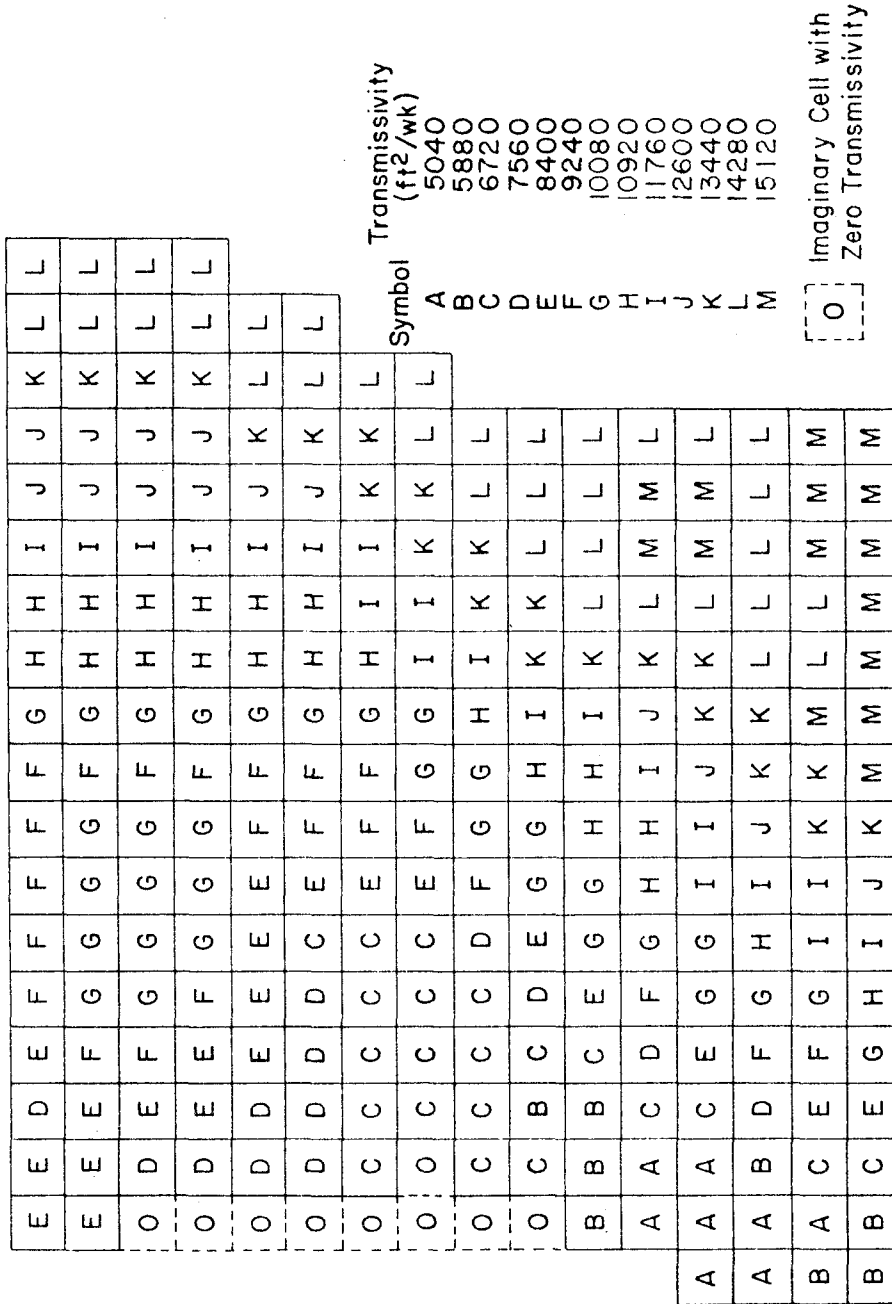 E E D E F F F F F G H H I J J K L L
E E E F G G G G F G H H I J J K L L
O D E F G G G G F G H H I J J K L L
O D E E F G G G F G H H I J J K L L
O D D E E E E F F G H H I J K L L
O D D D D C E F F G H H I J K L L
O C C C C C E F F G H I I K K L
O O C C C C E F G G I I K K L L
O C C C C D F G G H I K K L L
O C B C D E G G H I K K L L L
B B B C E G G H H I K L L L L
A A C D F G H H I J K L M M L
A A A C E G G I I J K K L M M L
A A B D F G H I J K K L L L L L
B A C E F G I I K K M L L M M M
B B C E G H I J K M M M M M M M
Symbol Transmissivity
(ft²/wk)
A 5040
B 5880
C 6720
D 7560
E 8400
F 9240
G 10080
H 10920
I 11760
J 12600
K 13440
L 14280
M 15120
O Imaginary Cell with
Zero Transmissivity